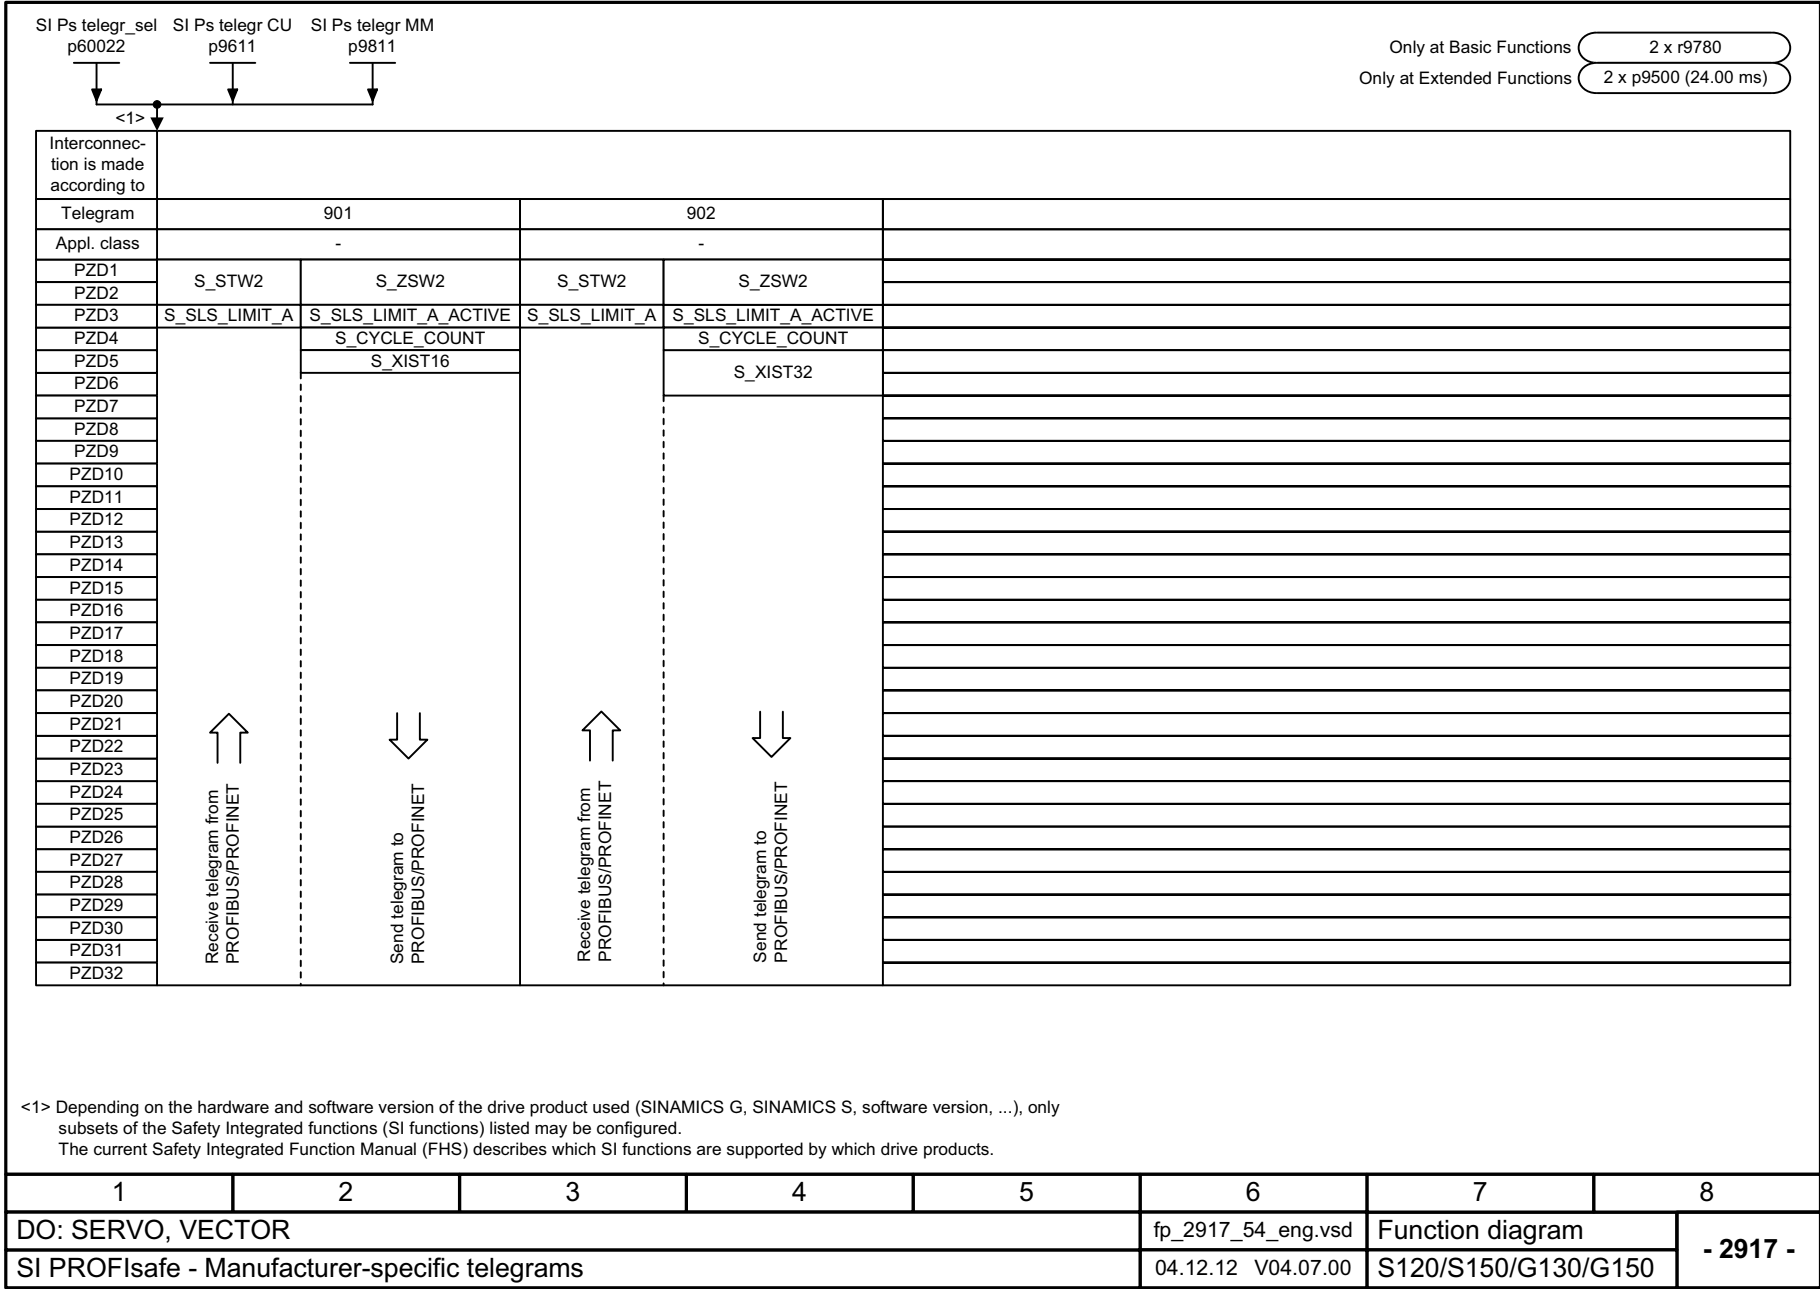 SI Ps telegr_sel SI Ps telegr CU SI Ps telegr MM
p60022 p9611 p9811
Only at Basic Functions 2 x r9780
Only at Extended Functions 2 x p9500 (24.00 ms)
<1>
Interconnec-
tion is made
according to
Telegram 901 902
Appl. class - -
PZD1
S_STW2 S_ZSW2 S_STW2 S_ZSW2
PZD2
PZD3 S_SLS_LIMIT_A S_SLS_LIMIT_A_ACTIVE S_SLS_LIMIT_A S_SLS_LIMIT_A_ACTIVE
PZD4 S_CYCLE_COUNT S_CYCLE_COUNT
PZD5 S_XIST16
S_XIST32
PZD6
PZD7
PZD8
PZD9
PZD10
PZD11
PZD12
PZD13
PZD14
PZD15
PZD16
PZD17
PZD18
PZD19
PZD20
PZD21
PZD22
PZD23
PZD24
PZD25
PZD26
PZD27
PZD28
PZD29
PZD30
PZD31
PZD32
Receive telegram from
PROFIBUS/PROFINET
Send telegram to
PROFIBUS/PROFINET
Receive telegram from
PROFIBUS/PROFINET
Send telegram to
PROFIBUS/PROFINET
<1> Depending on the hardware and software version of the drive product used (SINAMICS G, SINAMICS S, software version, ...), only
subsets of the Safety Integrated functions (SI functions) listed may be configured.
The current Safety Integrated Function Manual (FHS) describes which SI functions are supported by which drive products.
1 2 3 4 5 6 7 8
DO: SERVO, VECTOR fp_2917_54_eng.vsd Function diagram
- 2917 -
SI PROFIsafe - Manufacturer-specific telegrams 04.12.12 V04.07.00 S120/S150/G130/G150